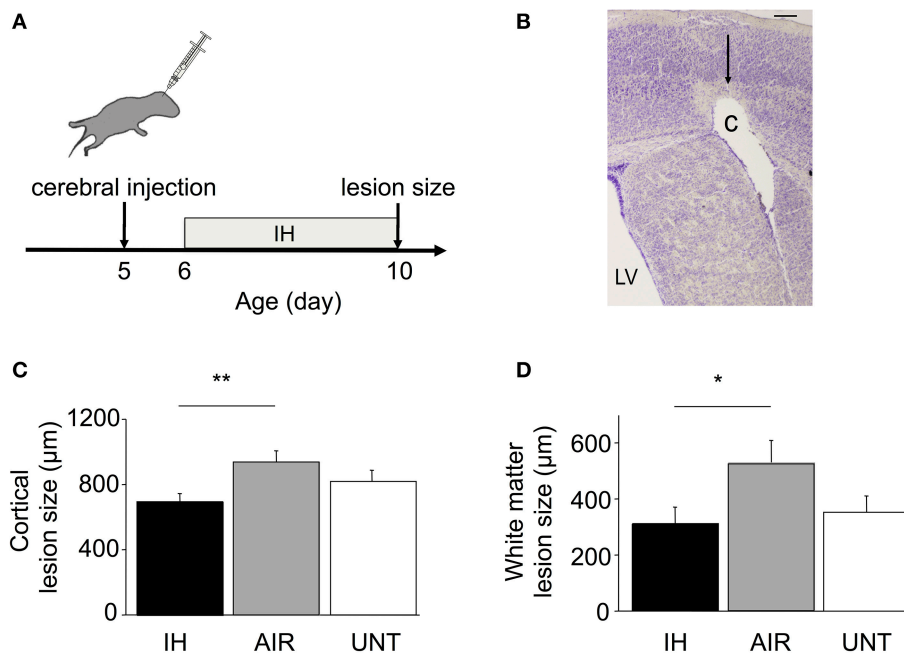 A
cerebral injection
lesion size
IH
5
6
10
Age (day)
B
C
LV
C
**
Cortical
lesion size (µm)
1200
800
400
0
IH
AIR
UNT
D
*
White matter
lesion size (µm)
600
400
200
0
IH
AIR
UNT